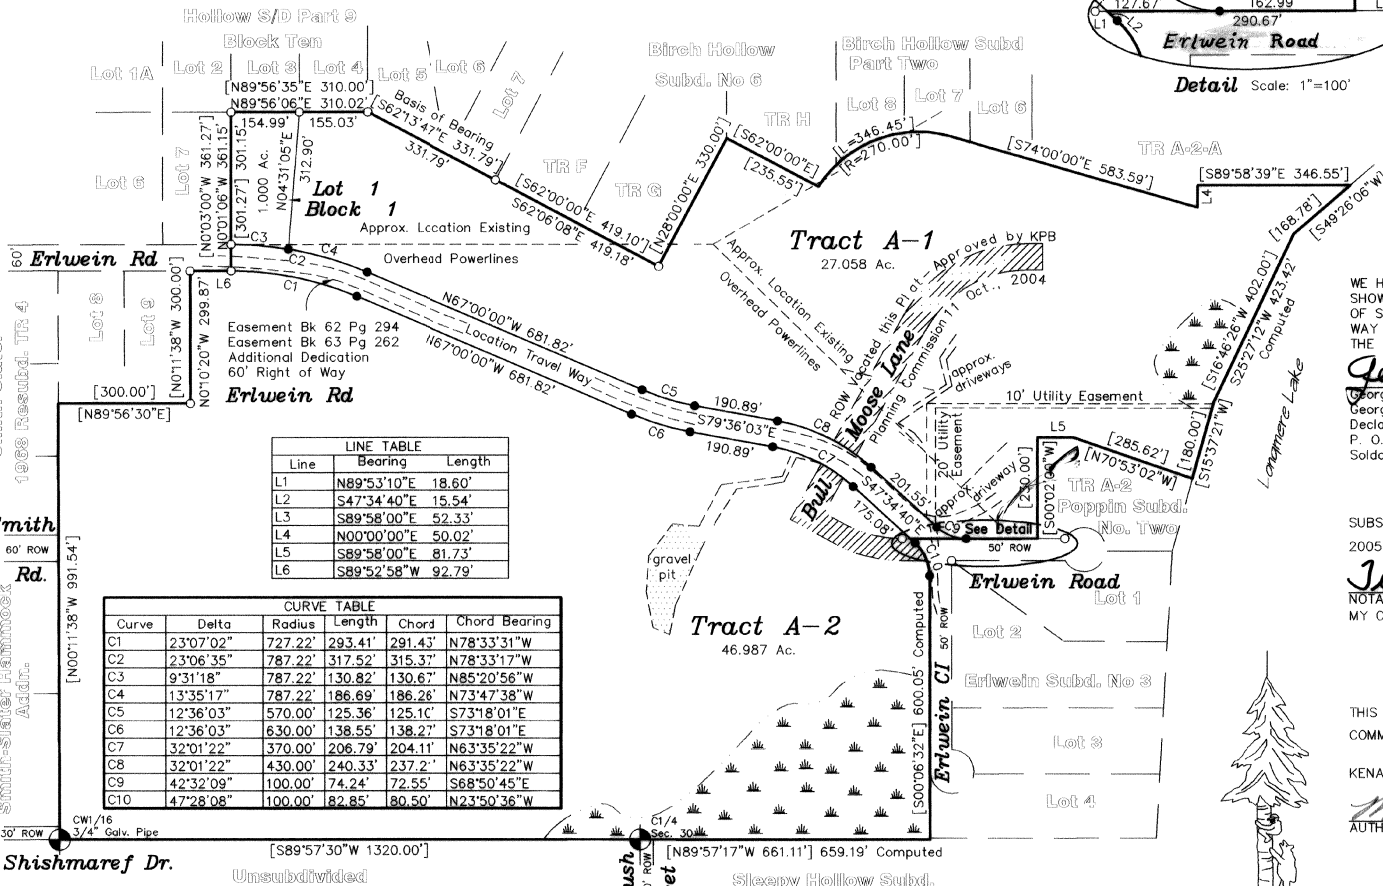 Hollow S/D Part 9
Block Ten
Lot 1A
Lot 2
Lot 3
Lot 4
Lot 5
Lot 6
Lot 7
[N89°56'35"E 310.00']
N89°56'06"E 310.02'
154.99'
155.03'
Basis of Bearing
[S62°13'47"E 331.79']
331.79'
Birch Hollow
Subd. No 6
Birch Hollow Subd
Part Two
Lot 8
Lot 7
Lot 6
127.67'
162.99'
290.67'
L1
L2
Erlwein Road
Detail Scale: 1"=100'
Lot 7
Lot 6
[N0°03'00"W 361.27']
N0°01'06"W 361.15'
[301.27'] 301.15'
1.000 Ac.
N04°31'05"E
312.90'
Lot 1
Block 1
TR F
TR G
TR H
[S62°00'00"E 419.10']
S62°06'08"E 419.18'
[N28°00'00"E 330.00']
[S62°00'00"E]
[235.55']
[L=346.45']
[R=270.00']
[S74°00'00"E 583.59']
TR A-2-A
L4
[S89°58'39"E 346.55']
[168.78']
[S49°26'06"W]
Approx. Location Existing
Overhead Powerlines
Tract A-1
27.058 Ac.
Approx. Location Existing
Overhead Powerlines
ROW Vacated this Plat - Approved by KPB
Planning Commission 11 Oct., 2004
Moose Lane
Bull
60'
Erlwein Rd
L6
C3
C2
C4
C1
Lot 8
Lot 9
[N0°11'38"W 300.00']
N0°10'20"W 299.87'
Easement Bk 62 Pg 294
Easement Bk 63 Pg 262
Additional Dedication
60' Right of Way
Erlwein Rd
N67°00'00"W 681.82'
Location Travel Way
N67°00'00"W 681.82'
[300.00']
[N89°56'30"E]
1968 Resubd. TR 4
C5
C6
190.89'
S79°36'03"E
190.89'
C8
C7
approx.
driveways
10' Utility Easement
20' Utility
Easement
approx.
driveway
201.55'
S47°34'40"E
175.08'
C9
C10
See Detail
50' ROW
L5
[285.62']
[N70°53'02"W]
[S00°02'00"W]
TR A-2
Poppin Subd.
No. Two
[180.00']
[S15°37'21"W]
[S16°46'26"W 402.00']
S25°27'12"W 423.42'
Computed
Longmere Lake
WE H
SHOW
OF S
WAY
THE
Georg
Georg
Decla
P. O.
Soldo
SUBS
2005
NOTA
MY C
THIS
COMM
KENA
AUTH
LINE TABLE
Line Bearing Length
L1 N89°53'10"E 18.60'
L2 S47°34'40"E 15.54'
L3 S89°58'00"E 52.33'
L4 N00°00'00"E 50.02'
L5 S89°58'00"E 81.73'
L6 S89°52'58"W 92.79'
CURVE TABLE
Curve Delta Radius Length Chord Chord Bearing
C1 23°07'02" 727.22' 293.41' 291.43' N78°33'31"W
C2 23°06'35" 787.22' 317.52' 315.37' N78°33'17"W
C3 9°31'18" 787.22' 130.82' 130.67' N85°20'56"W
C4 13°35'17" 787.22' 186.69' 186.26' N73°47'38"W
C5 12°36'03" 570.00' 125.36' 125.10' S73°18'01"E
C6 12°36'03" 630.00' 138.55' 138.27' S73°18'01"E
C7 32°01'22" 370.00' 206.79' 204.11' N63°35'22"W
C8 32°01'22" 430.00' 240.33' N63°35'22"W
C9 42°32'09" 100.00' 74.24' 72.55' S68°50'45"E
C10 47°28'08" 100.00' 82.85' 80.50' N23°50'36"W
mith
60' ROW
Rd.
[N00°11'38"W 991.54']
Smith-Slater Hammock
Addn.
gravel
pit
Tract A-2
46.987 Ac.
Erlwein Road
Lot 1
Lot 2
Erlwein Subd. No 3
Lot 3
Lot 4
[S00°06'32"E] 600.05' Computed
Erlwein Cl
50' ROW
CW1/16
3/4" Galv. Pipe
30' ROW
Shishmaref Dr.
[S89°57'30"W 1320.00']
Unsubdivided
C1/4
Sec. 30
[N89°57'17"W 661.11'] 659.19' Computed
Sleepy Hollow Subd.
ush
ROW
et